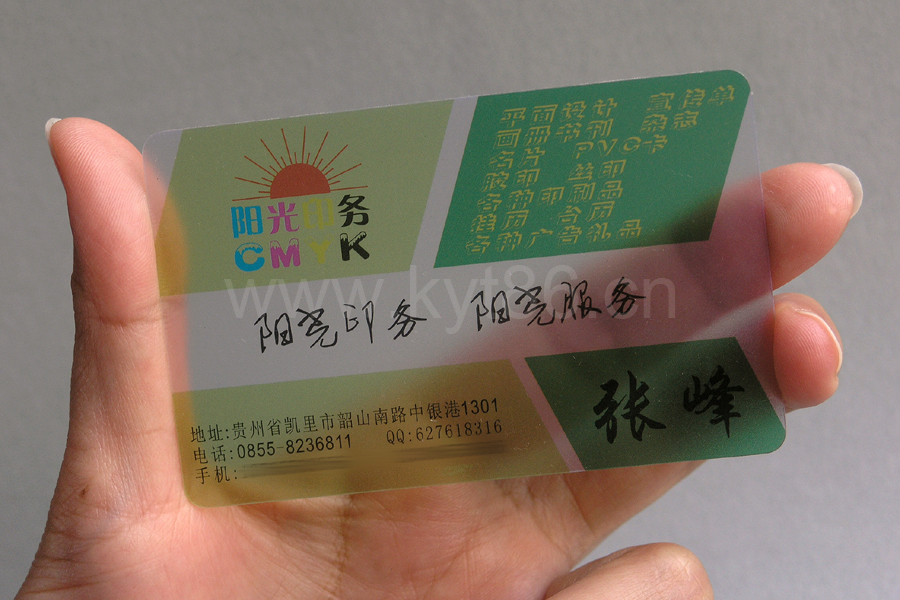 阳光印务
CMYK
平面设计 宣传单
画册书刊 杂志
名片 PVC卡
胶印 丝印
各种印刷品
挂历 台历
各种广告礼品
www.kyt86.cn
阳光印务 阳光服务
地址:贵州省凯里市韶山南路中银港1301
电话:0855-8236811 QQ:627618316
手机:
张峰